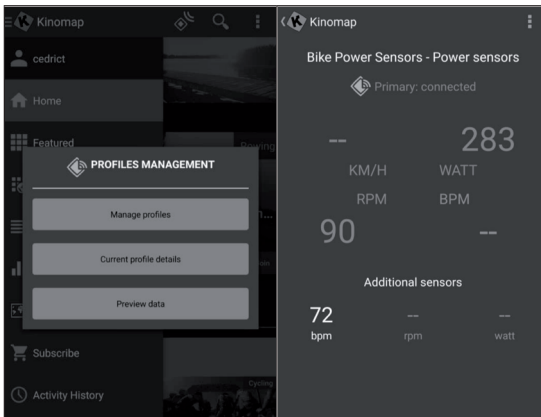 Kinomap
cedrict
Home
Featured
Rowing
PROFILES MANAGEMENT
Manage profiles
Current profile details
Preview data
Subscribe
Cycling
Activity History
Kinomap
Bike Power Sensors - Power sensors
Primary: connected
-- 283
KM/H WATT
RPM BPM
90 --
Additional sensors
72 -- --
bpm rpm watt